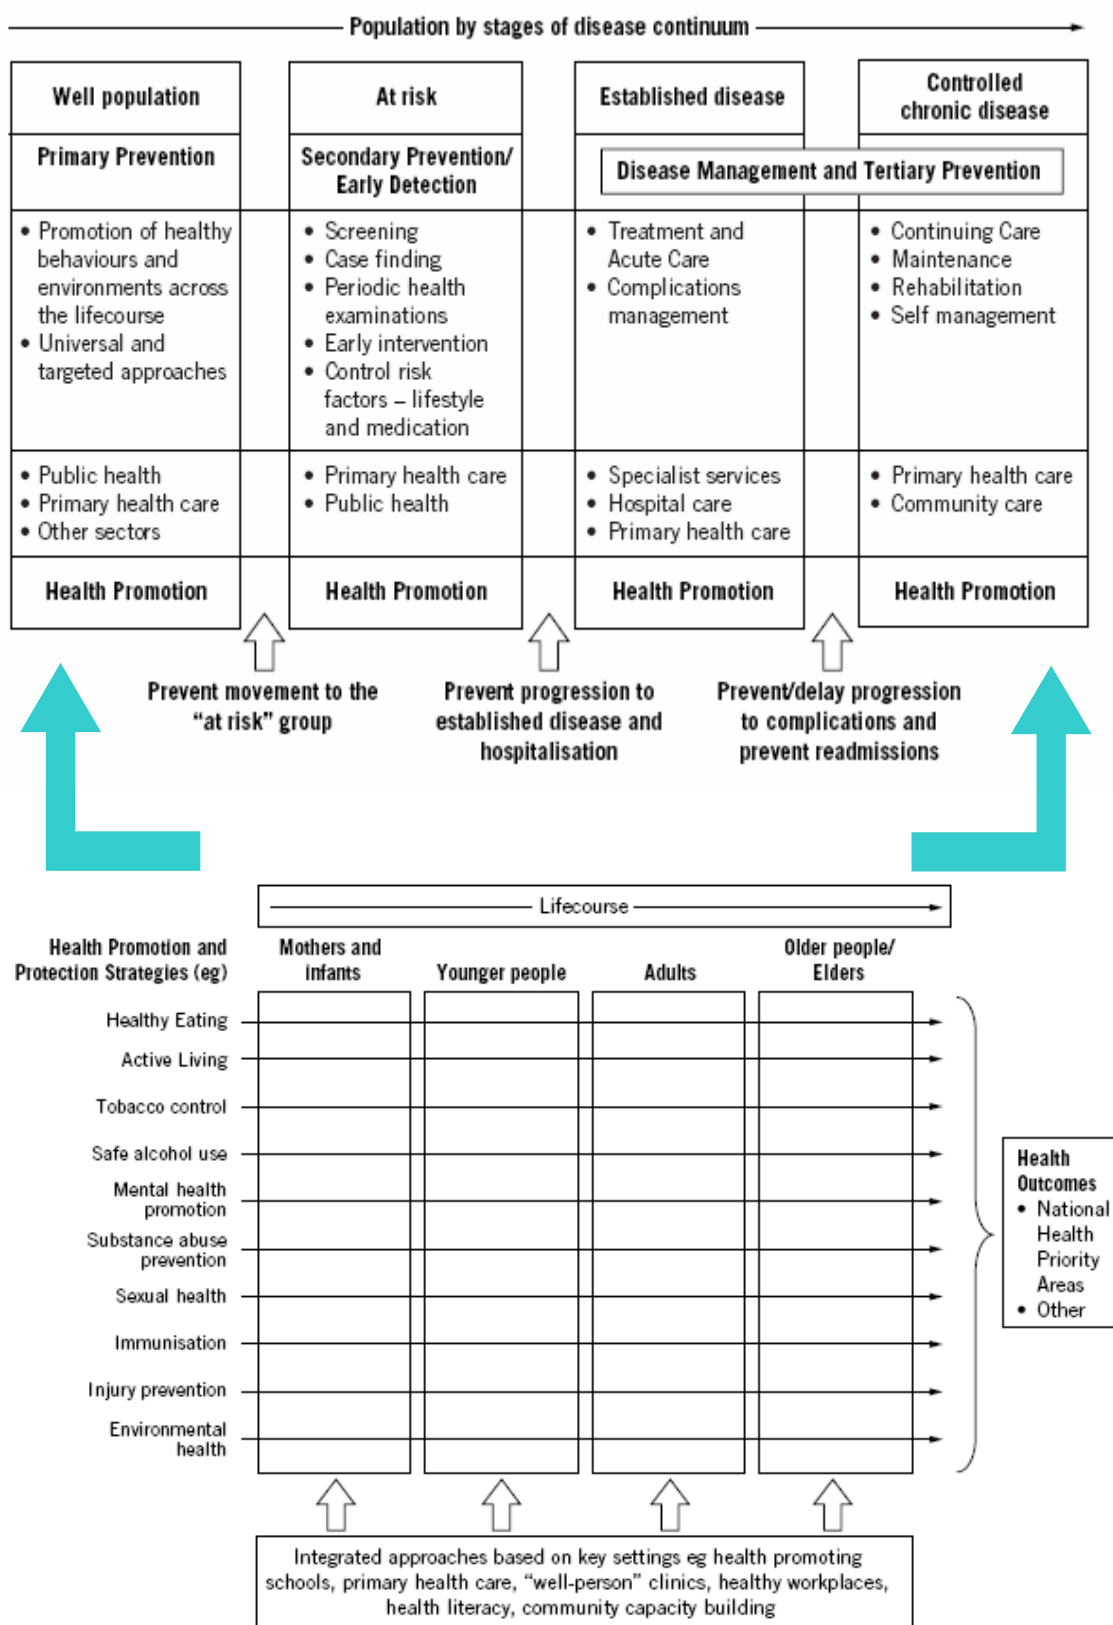 Population by stages of disease continuum
Well population
At risk
Established disease
Controlled
chronic disease
Primary Prevention
Secondary Prevention/
Early Detection
Disease Management and Tertiary Prevention
• Promotion of healthy
behaviours and
environments across
the lifecourse
• Universal and
targeted approaches
• Screening
• Case finding
• Periodic health
examinations
• Early intervention
• Control risk
factors – lifestyle
and medication
• Treatment and
Acute Care
• Complications
management
• Continuing Care
• Maintenance
• Rehabilitation
• Self management
• Public health
• Primary health care
• Other sectors
• Primary health care
• Public health
• Specialist services
• Hospital care
• Primary health care
• Primary health care
• Community care
Health Promotion
Health Promotion
Health Promotion
Health Promotion
Prevent movement to the
“at risk” group
Prevent progression to
established disease and
hospitalisation
Prevent/delay progression
to complications and
prevent readmissions
Lifecourse
Health Promotion and
Protection Strategies (eg)
Mothers and
infants
Younger people
Adults
Older people/
Elders
Healthy Eating
Active Living
Tobacco control
Safe alcohol use
Mental health
promotion
Substance abuse
prevention
Sexual health
Immunisation
Injury prevention
Environmental
health
Health
Outcomes
• National
Health
Priority
Areas
• Other
Integrated approaches based on key settings eg health promoting
schools, primary health care, “well-person” clinics, healthy workplaces,
health literacy, community capacity building